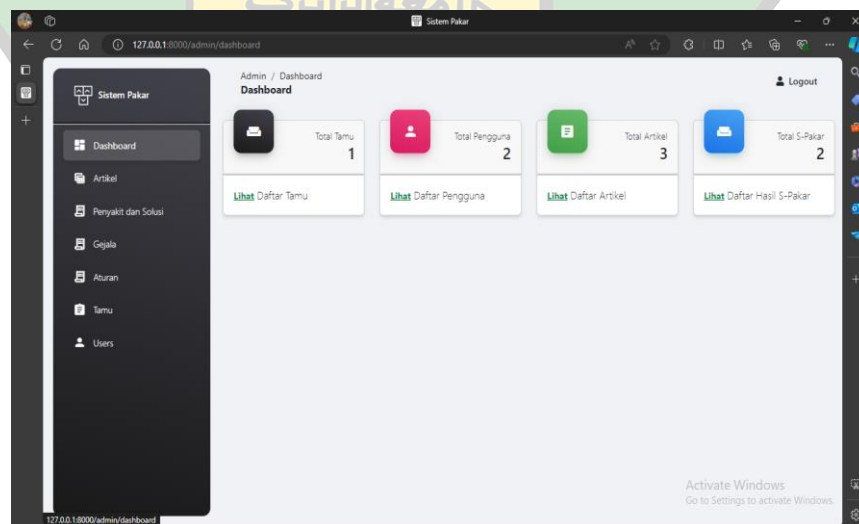 Sistem Pakar
127.0.0.1:8000/admin/dashboard
Sistem Pakar
Admin / Dashboard
Dashboard
Logout
Dashboard
Artikel
Penyakit dan Solusi
Gejala
Aturan
Tamu
Users
Total Tamu
1
Lihat Daftar Tamu
Total Pengguna
2
Lihat Daftar Pengguna
Total Artikel
3
Lihat Daftar Artikel
Total S-Pakar
2
Lihat Daftar Hasil S-Pakar
Activate Windows
Go to Settings to activate Windows.
127.0.0.1:8000/admin/dashboard